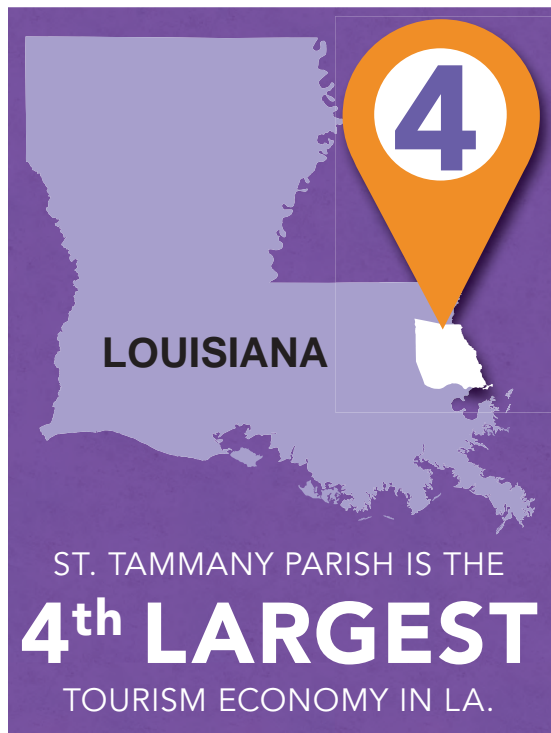 4
LOUISIANA
ST. TAMMANY PARISH IS THE
4th LARGEST
TOURISM ECONOMY IN LA.